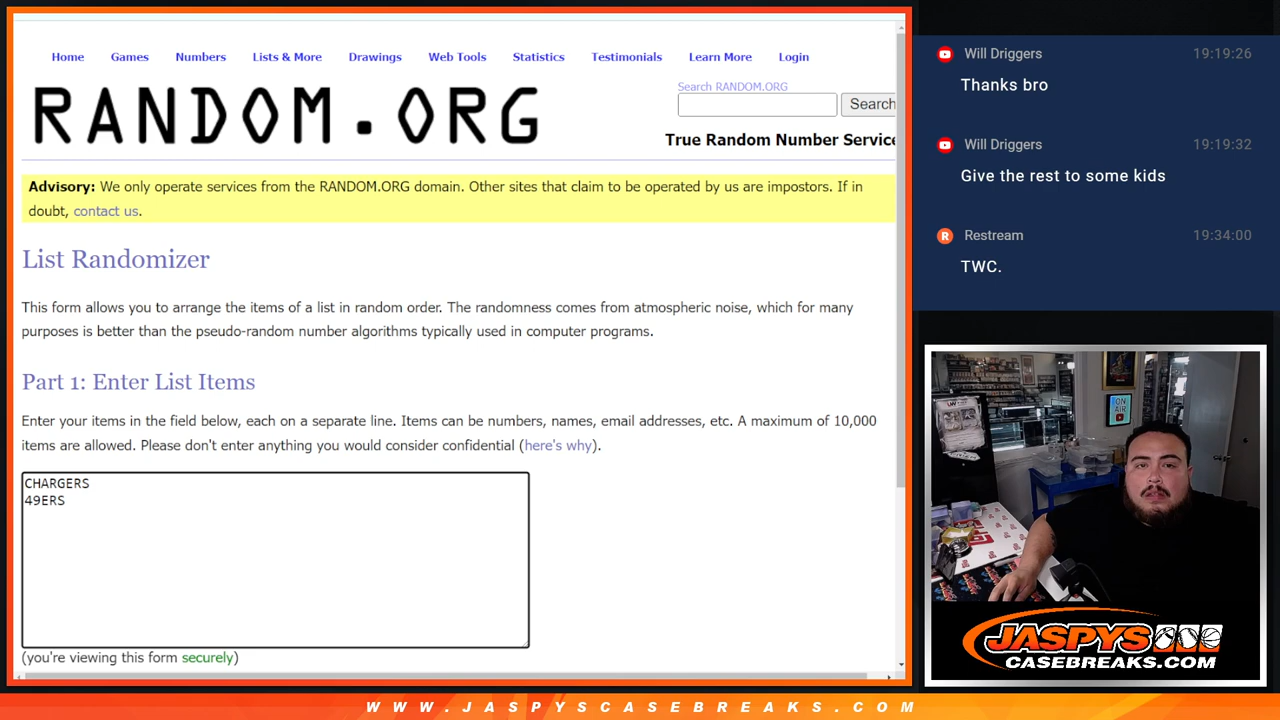 Home Games Numbers Lists & More Drawings Web Tools Statistics Testimonials Learn More Login
RANDOM.ORG
Search RANDOM.ORG
Search
True Random Number Service
Advisory: We only operate services from the RANDOM.ORG domain. Other sites that claim to be operated by us are impostors. If in
doubt, contact us.
List Randomizer
This form allows you to arrange the items of a list in random order. The randomness comes from atmospheric noise, which for many
purposes is better than the pseudo-random number algorithms typically used in computer programs.
Part 1: Enter List Items
Enter your items in the field below, each on a separate line. Items can be numbers, names, email addresses, etc. A maximum of 10,000
items are allowed. Please don't enter anything you would consider confidential (here's why).
CHARGERS
49ERS
(you're viewing this form securely)
Will Driggers 19:19:26
Thanks bro
Will Driggers 19:19:32
Give the rest to some kids
R Restream 19:34:00
TWC.
ON
AIR
JASPYS
CASEBREAKS.COM
WWW.JASPYSCASEBREAKS.COM